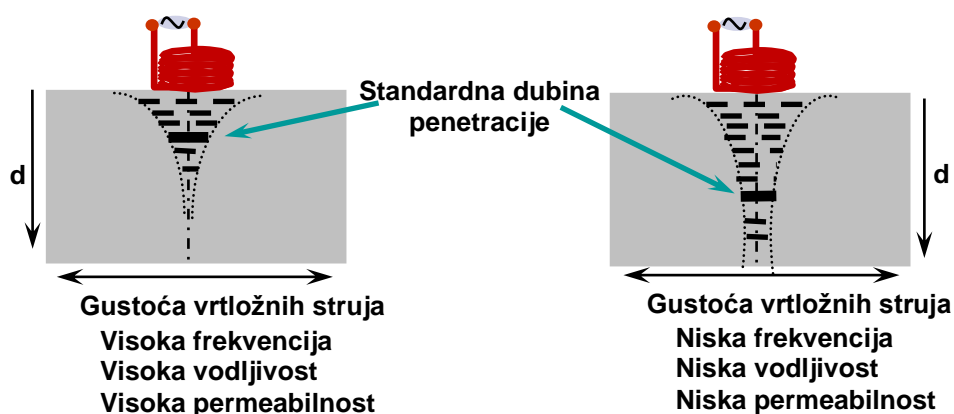 Standardna dubina
penetracije
d
d
Gustoća vrtložnih struja
Visoka frekvencija
Visoka vodljivost
Visoka permeabilnost
Gustoća vrtložnih struja
Niska frekvencija
Niska vodljivost
Niska permeabilnost